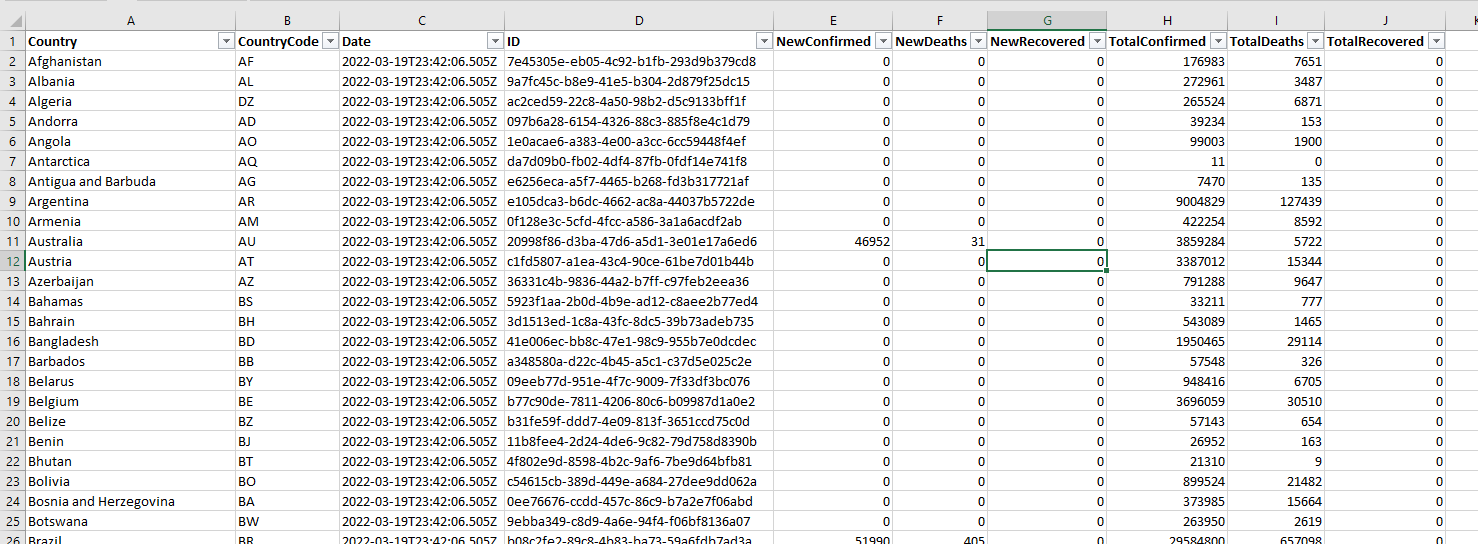 A B C D E F G H I J
1 Country CountryCode Date ID NewConfirmed NewDeaths NewRecovered TotalConfirmed TotalDeaths TotalRecovered
2 Afghanistan AF 2022-03-19T23:42:06.505Z 7e45305e-eb05-4c92-b1fb-293d9b379cd8 0 0 0 176983 7651 0
3 Albania AL 2022-03-19T23:42:06.505Z 9a7fc45c-b8e9-41e5-b304-2d879f25dc15 0 0 0 272961 3487 0
4 Algeria DZ 2022-03-19T23:42:06.505Z ac2ced59-22c8-4a50-98b2-d5c9133bff1f 0 0 0 265524 6871 0
5 Andorra AD 2022-03-19T23:42:06.505Z 097b6a28-6154-4326-88c3-885f8e4c1d79 0 0 0 39234 153 0
6 Angola AO 2022-03-19T23:42:06.505Z 1e0acae6-a383-4e00-a3cc-6cc59448f4ef 0 0 0 99003 1900 0
7 Antarctica AQ 2022-03-19T23:42:06.505Z da7d09b0-fb02-4df4-87fb-0fdf14e741f8 0 0 0 11 0 0
8 Antigua and Barbuda AG 2022-03-19T23:42:06.505Z e6256eca-a5f7-4465-b268-fd3b317721af 0 0 0 7470 135 0
9 Argentina AR 2022-03-19T23:42:06.505Z e105dca3-b6dc-4662-ac8a-44037b5722de 0 0 0 9004829 127439 0
10 Armenia AM 2022-03-19T23:42:06.505Z 0f128e3c-5cfd-4fcc-a586-3a1a6acdf2ab 0 0 0 422254 8592 0
11 Australia AU 2022-03-19T23:42:06.505Z 20998f86-d3ba-47d6-a5d1-3e01e17a6ed6 46952 31 0 3859284 5722 0
12 Austria AT 2022-03-19T23:42:06.505Z c1fd5807-a1ea-43c4-90ce-61be7d01b44b 0 0 0 3387012 15344 0
13 Azerbaijan AZ 2022-03-19T23:42:06.505Z 36331c4b-9836-44a2-b7ff-c97feb2eea36 0 0 0 791288 9647 0
14 Bahamas BS 2022-03-19T23:42:06.505Z 5923f1aa-2b0d-4b9e-ad12-c8aee2b77ed4 0 0 0 33211 777 0
15 Bahrain BH 2022-03-19T23:42:06.505Z 3d1513ed-1c8a-43fc-8dc5-39b73adeb735 0 0 0 543089 1465 0
16 Bangladesh BD 2022-03-19T23:42:06.505Z 41e006ec-bb8c-47e1-98c9-955b7e0dcdec 0 0 0 1950465 29114 0
17 Barbados BB 2022-03-19T23:42:06.505Z a348580a-d22c-4b45-a5c1-c37d5e025c2e 0 0 0 57548 326 0
18 Belarus BY 2022-03-19T23:42:06.505Z 09eeb77d-951e-4f7c-9009-7f33df3bc076 0 0 0 948416 6705 0
19 Belgium BE 2022-03-19T23:42:06.505Z b77c90de-7811-4206-80c6-b09987d1a0e2 0 0 0 3696059 30510 0
20 Belize BZ 2022-03-19T23:42:06.505Z b31fe59f-ddd7-4e09-813f-3651ccd75c0d 0 0 0 57143 654 0
21 Benin BJ 2022-03-19T23:42:06.505Z 11b8fee4-2d24-4de6-9c82-79d758d8390b 0 0 0 26952 163 0
22 Bhutan BT 2022-03-19T23:42:06.505Z 4f802e9d-8598-4b2c-9af6-7be9d64bfb81 0 0 0 21310 9 0
23 Bolivia BO 2022-03-19T23:42:06.505Z c54615cb-389d-449e-a684-27dee9dd062a 0 0 0 899524 21482 0
24 Bosnia and Herzegovina BA 2022-03-19T23:42:06.505Z 0ee76676-ccdd-457c-86c9-b7a2e7f06abd 0 0 0 373985 15664 0
25 Botswana BW 2022-03-19T23:42:06.505Z 9ebba349-c8d9-4a6e-94f4-f06bf8136a07 0 0 0 263950 2619 0
26 Brazil BR 2022-03-19T23:42:06.505Z b08c2fe2-89c8-4b83-ba73-59a6fdb7ad3a 51990 405 0 29584800 657098 0